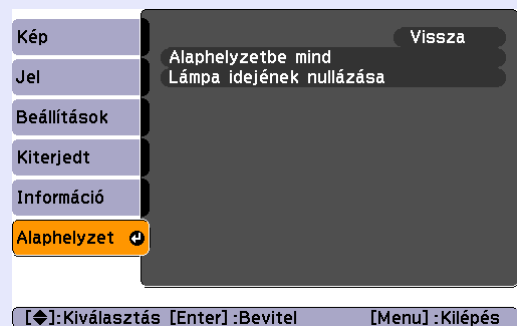 Kép
Jel
Beállítások
Kiterjedt
Információ
Alaphelyzet
Vissza
Alaphelyzetbe mind
Lámpa idejének nullázása
[◆]:Kiválasztás [Enter] :Bevitel [Menu] :Kilépés